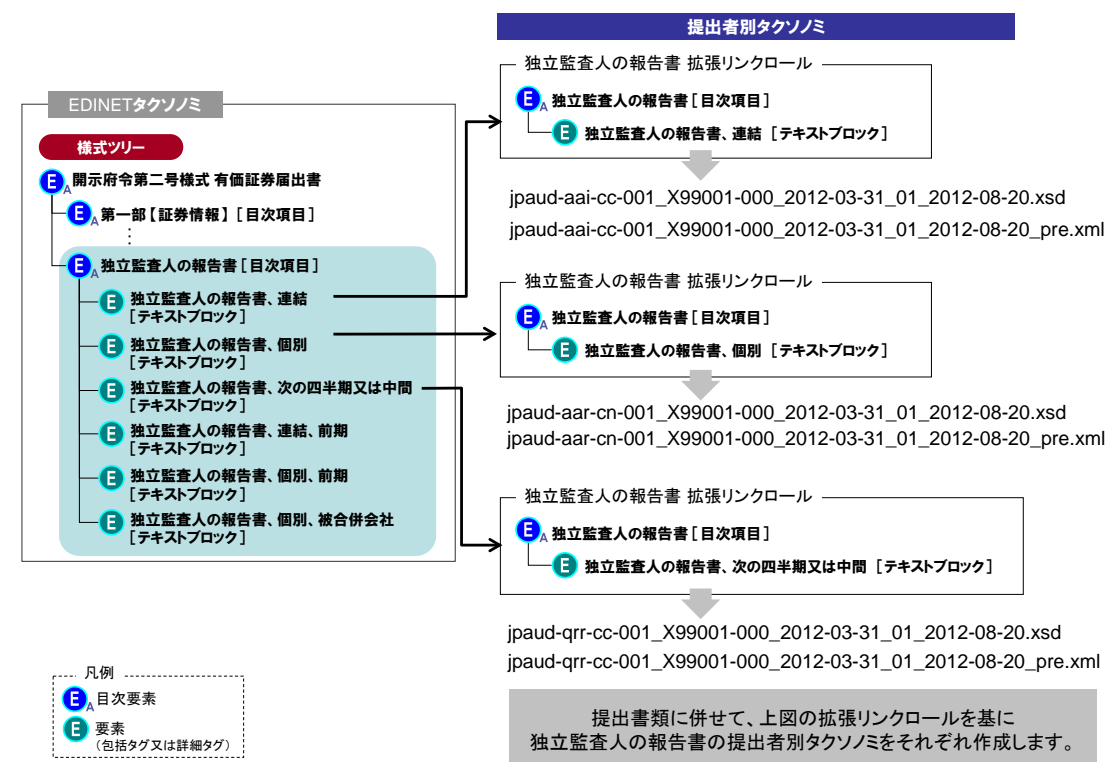 EDINETタクソノミ
様式ツリー
E A 開示府令第二号様式 有価証券届出書
E A 第一部【証券情報】 [目次項目]
⋮
E A 独立監査人の報告書[目次項目]
E 独立監査人の報告書、連結
[テキストブロック]
E 独立監査人の報告書、個別
[テキストブロック]
E 独立監査人の報告書、次の四半期又は中間
[テキストブロック]
E 独立監査人の報告書、連結、前期
[テキストブロック]
E 独立監査人の報告書、個別、前期
[テキストブロック]
E 独立監査人の報告書、個別、被合併会社
[テキストブロック]
凡例
E A 目次要素
E 要素
(包括タグ又は詳細タグ)
提出者別タクソノミ
独立監査人の報告書 拡張リンクロール
E A 独立監査人の報告書[目次項目]
E 独立監査人の報告書、連結 [テキストブロック]
jpaud-aai-cc-001_X99001-000_2012-03-31_01_2012-08-20.xsd
jpaud-aai-cc-001_X99001-000_2012-03-31_01_2012-08-20_pre.xml
独立監査人の報告書 拡張リンクロール
E A 独立監査人の報告書[目次項目]
E 独立監査人の報告書、個別 [テキストブロック]
jpaud-aar-cn-001_X99001-000_2012-03-31_01_2012-08-20.xsd
jpaud-aar-cn-001_X99001-000_2012-03-31_01_2012-08-20_pre.xml
独立監査人の報告書 拡張リンクロール
E A 独立監査人の報告書[目次項目]
E 独立監査人の報告書、次の四半期又は中間 [テキストブロック]
jpaud-qrr-cc-001_X99001-000_2012-03-31_01_2012-08-20.xsd
jpaud-qrr-cc-001_X99001-000_2012-03-31_01_2012-08-20_pre.xml
提出書類に併せて、上図の拡張リンクロールを基に
独立監査人の報告書の提出者別タクソノミをそれぞれ作成します。